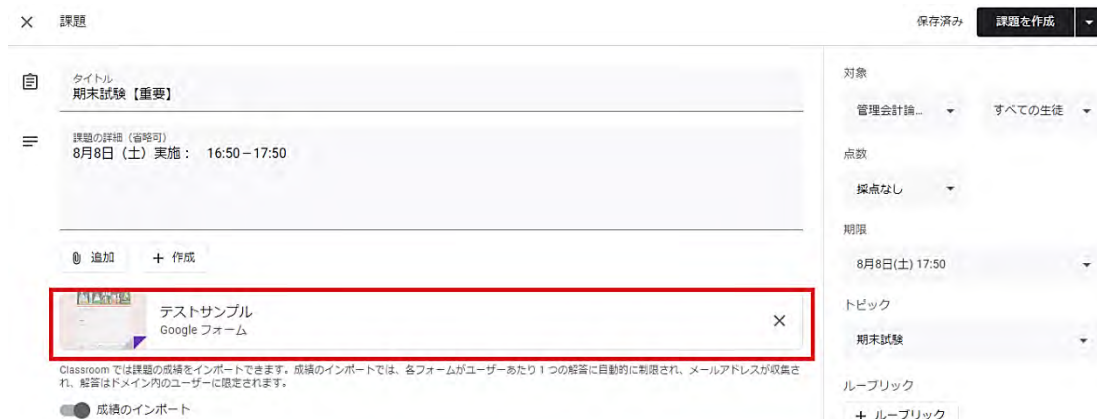 課題
保存済み
課題を作成
タイトル
期末試験【重要】
課題の詳細（省略可）
8月8日（土）実施： 16:50－17:50
追加
+ 作成
テストサンプル
Google フォーム
Classroom では課題の成績をインポートできます。成績のインポートでは、各フォームがユーザーあたり 1 つの解答に自動的に制限され、メールアドレスが収集さ
れ、解答はドメイン内のユーザーに限定されます。
成績のインポート
対象
管理会計論...
すべての生徒
点数
採点なし
期限
8月8日(土) 17:50
トピック
期末試験
ルーブリック
+ ルーブリック